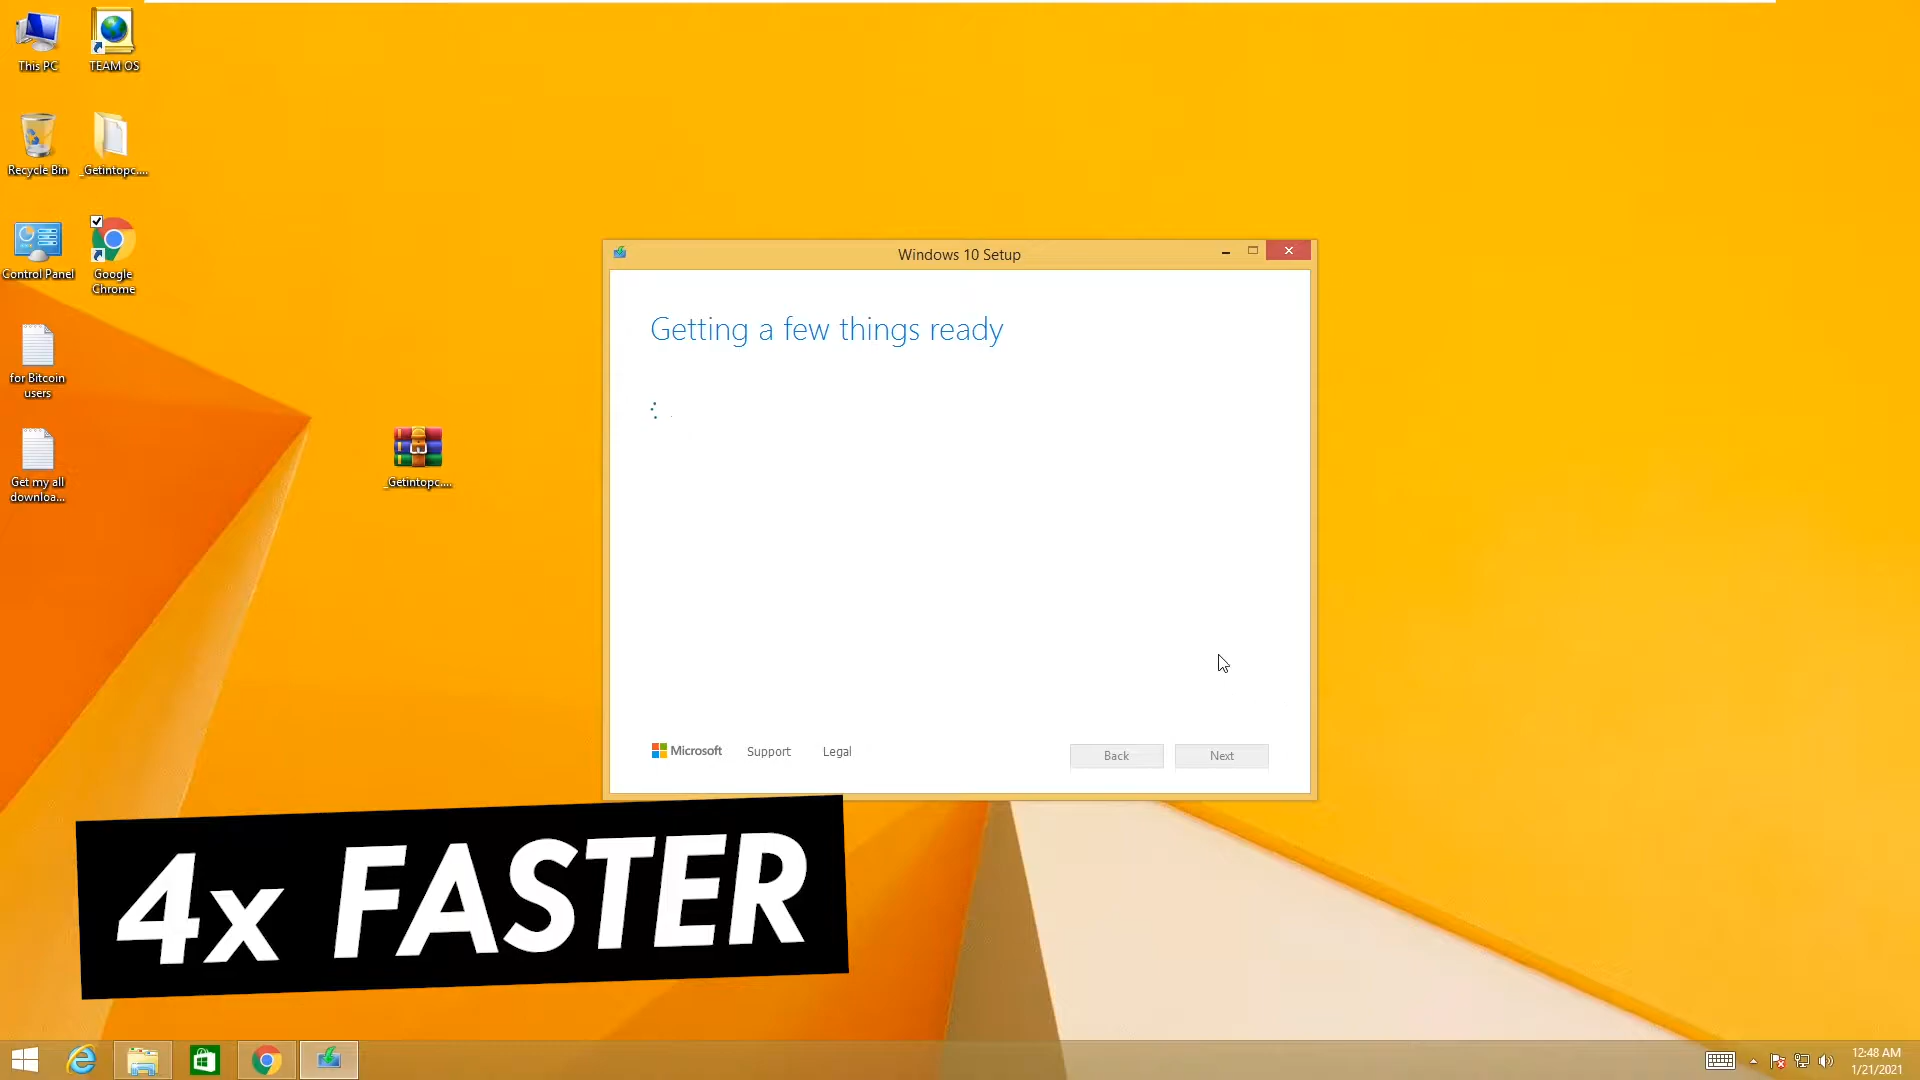 This PC
TEAM OS
Recycle Bin
_Getintopc....
Control Panel
Google
Chrome
for Bitcoin
users
Get my all
downloa...
_Getintopc....
Windows 10 Setup
Getting a few things ready
Microsoft
Support
Legal
Back
Next
4x FASTER
12:48 AM
1/21/2021